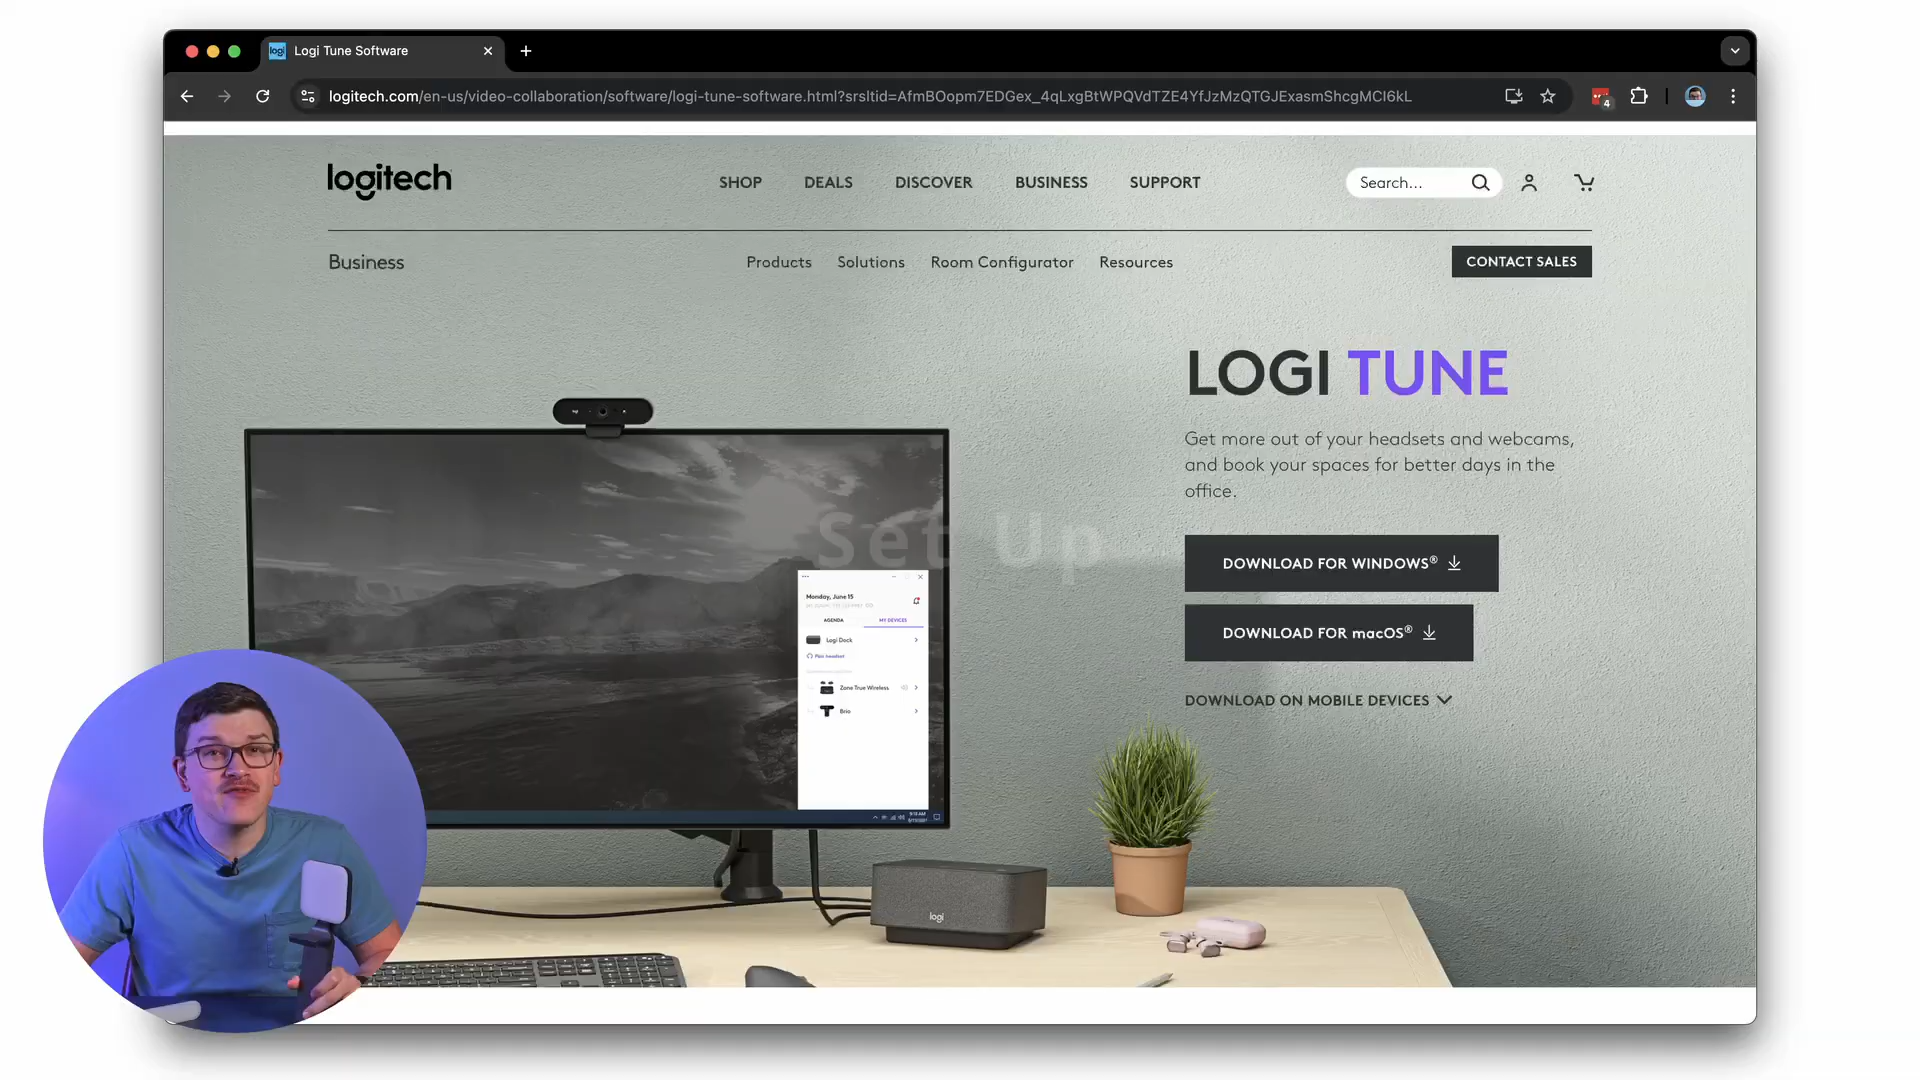 Logi Tune Software
logitech.com/en-us/video-collaboration/software/logi-tune-software.html?srsltid=AfmBOopm7EDGex_4qLxgBtWPQVdTZE4YfJzMzQTGJExasmShcgMCI6kL
4
logitech
SHOP
DEALS
DISCOVER
BUSINESS
SUPPORT
Search...
Business
Products
Solutions
Room Configurator
Resources
CONTACT SALES
LOGI TUNE
Get more out of your headsets and webcams,
and book your spaces for better days in the
office.
Set Up
DOWNLOAD FOR WINDOWS®
DOWNLOAD FOR macOS®
DOWNLOAD ON MOBILE DEVICES
Monday, June 15
AGENDA
MY DEVICES
Logi Dock
Pair headset
Zone True Wireless
Brio
logi